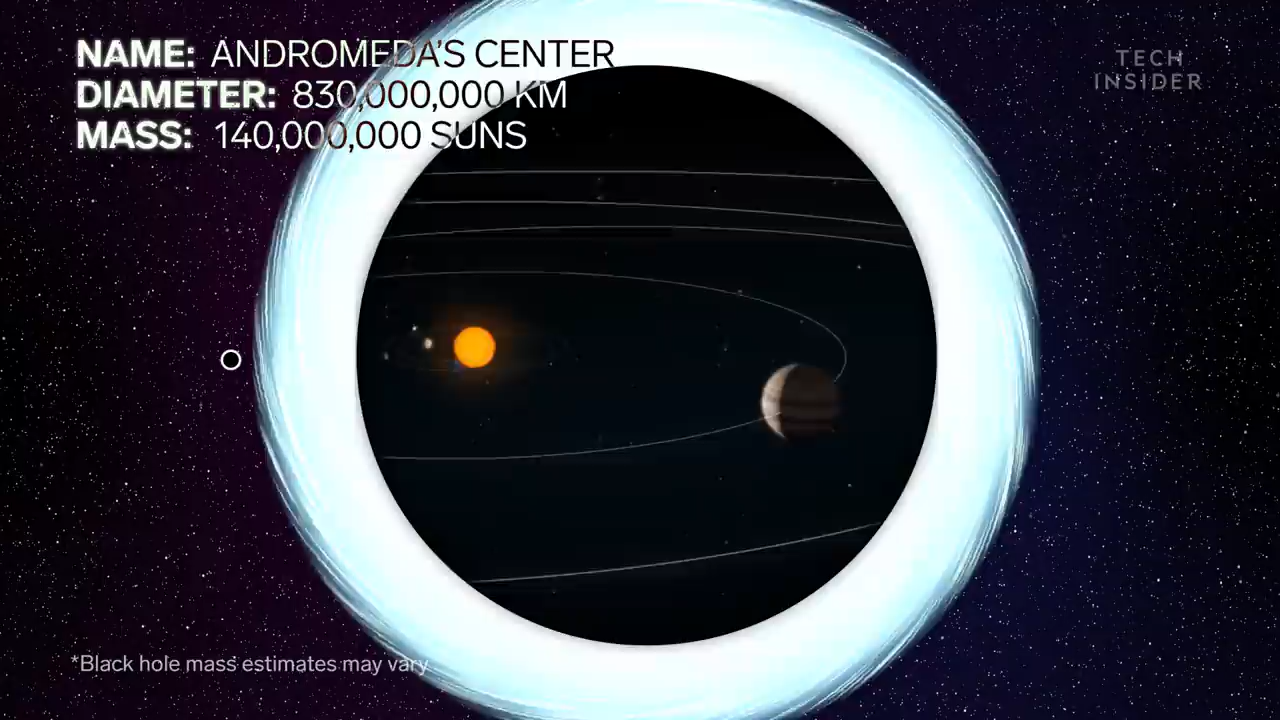 NAME: ANDROMEDA'S CENTER
DIAMETER: 830,000,000 KM
MASS: 140,000,000 SUNS
TECH
INSIDER
*Black hole mass estimates may vary